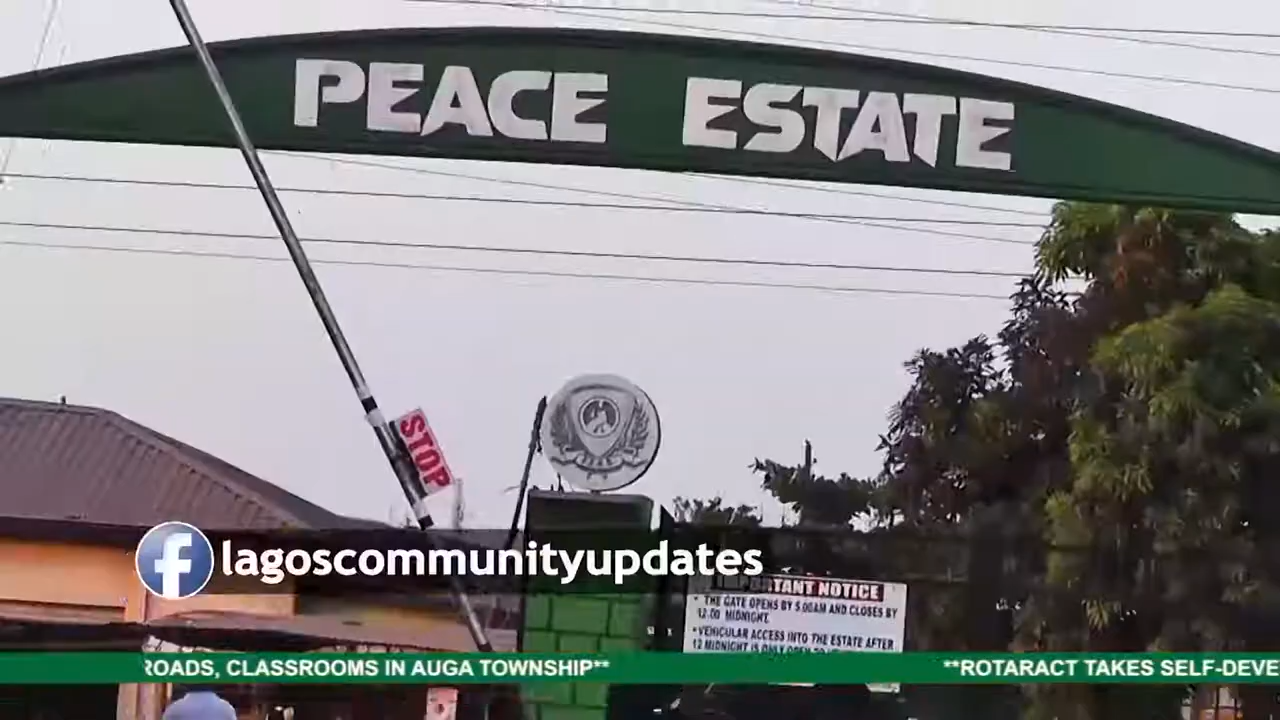 PEACE ESTATE
STOP
f lagoscommunityupdates
IMPORTANT NOTICE
* THE GATE OPENS BY 5.00AM AND CLOSES BY
12.00 MIDNIGHT.
* VEHICULAR ACCESS INTO THE ESTATE AFTER
12 MIDNIGHT IS ONLY OPEN
ROADS, CLASSROOMS IN AUGA TOWNSHIP** **ROTARACT TAKES SELF-DEVE